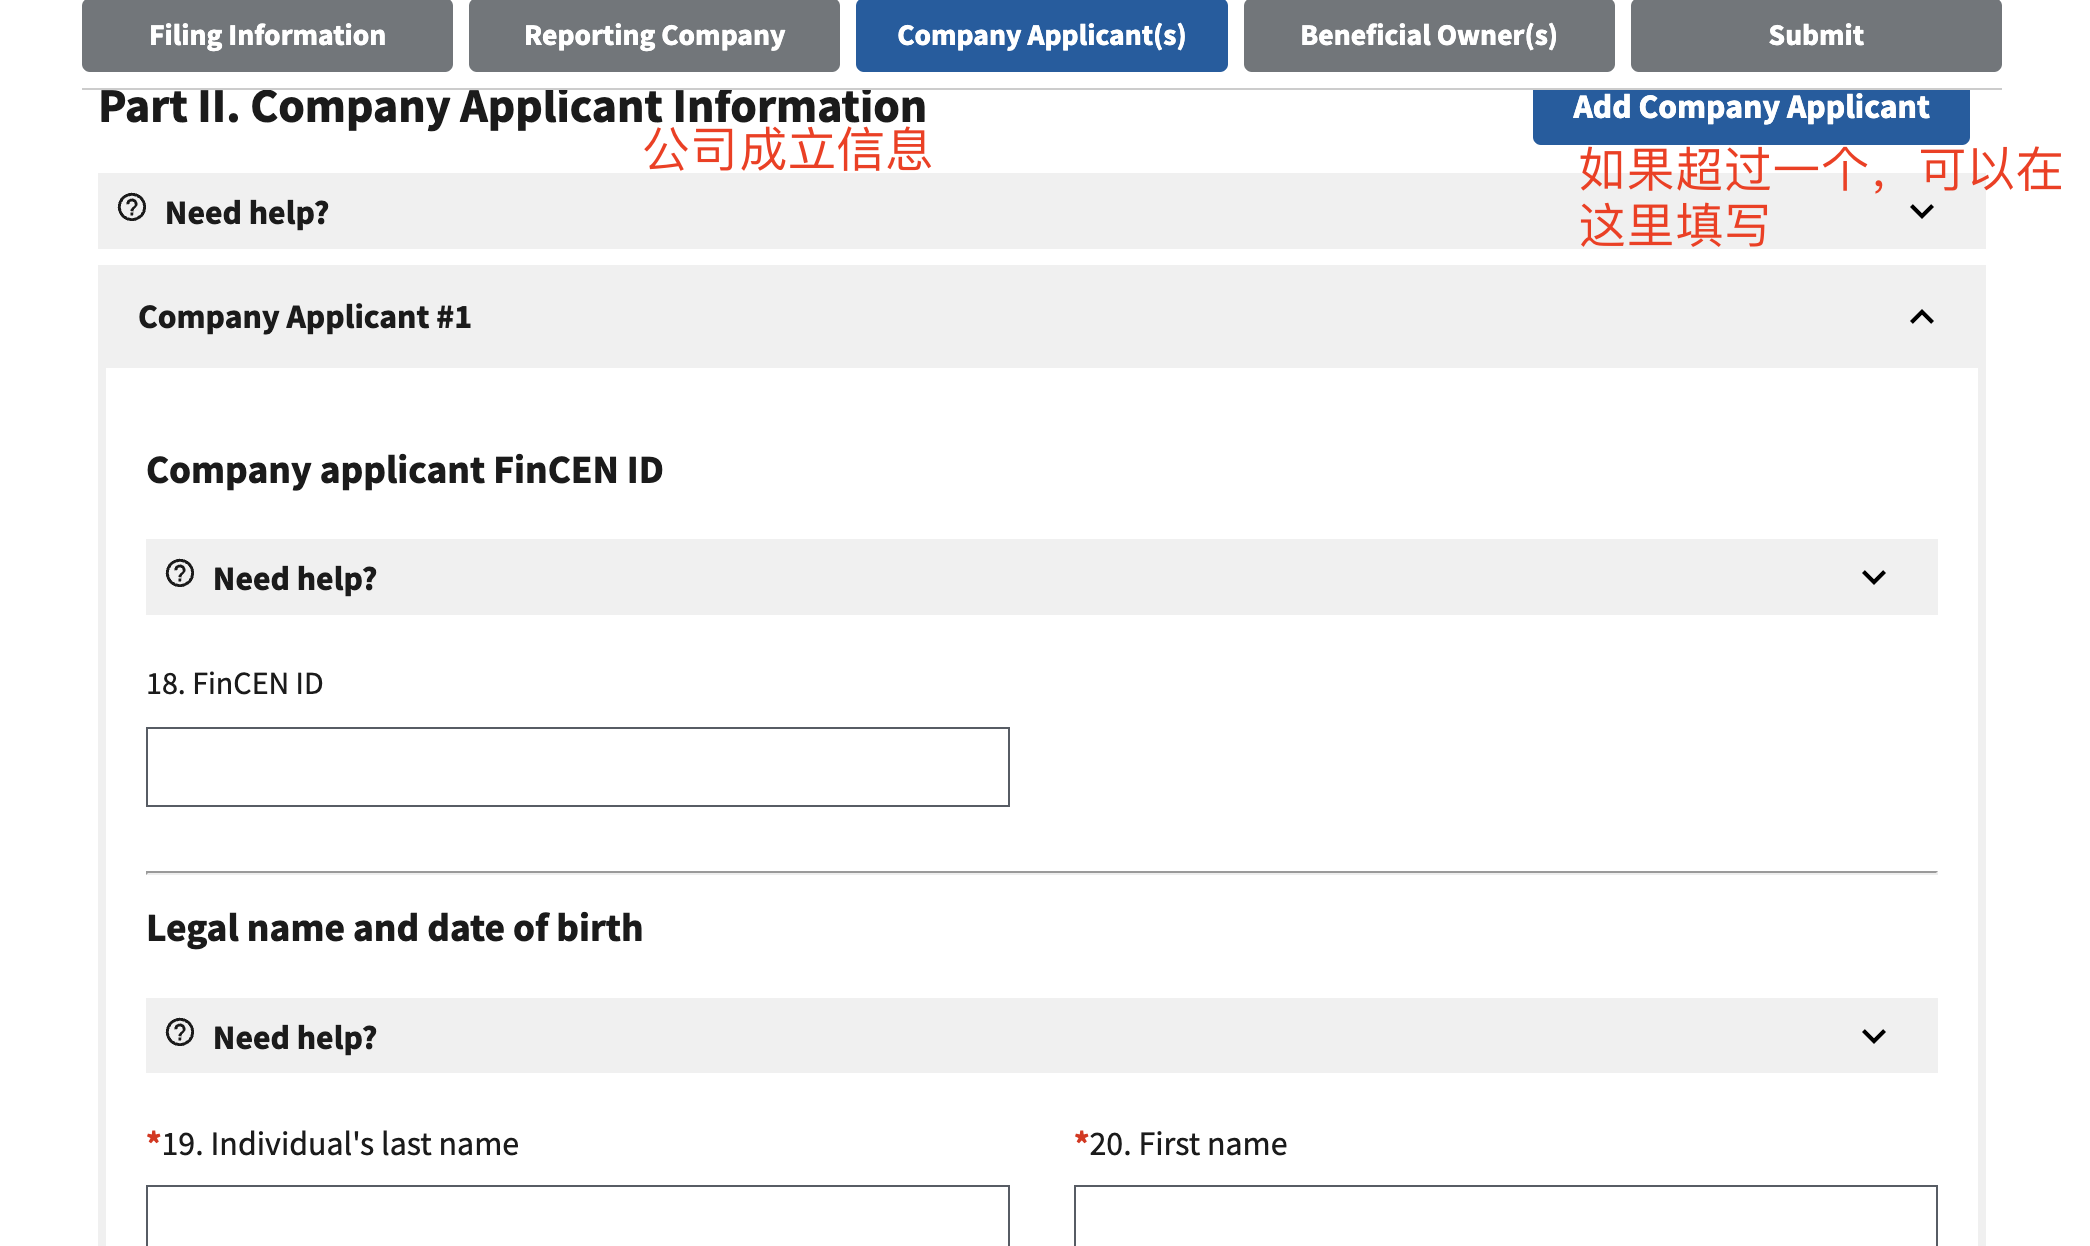 Filing Information
Reporting Company
Company Applicant(s)
Beneficial Owner(s)
Submit
Part II. Company Applicant Information
Add Company Applicant
公司成立信息
如果超过一个，可以在
这里填写
Need help?
Company Applicant #1
Company applicant FinCEN ID
Need help?
18. FinCEN ID
Legal name and date of birth
Need help?
*19. Individual's last name
*20. First name